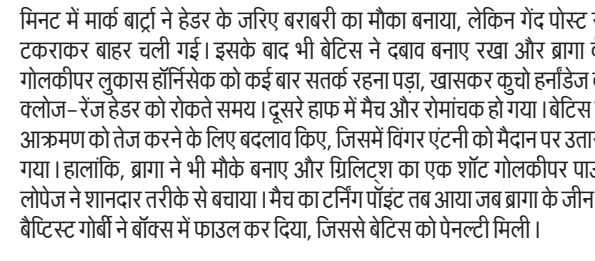 मिनट में मार्क बार्ट्रा ने हेडर के जरिए बराबरी का मौका बनाया, लेकिन गेंद पोस्ट
टकराकर बाहर चली गई। इसके बाद भी बेटिस ने दबाव बनाए रखा और ब्रागा
गोलकीपर लुकास हॉर्निसेक को कई बार सतर्क रहना पड़ा, खासकर कुचो हर्नांडेज
क्लोज-रेंज हेडर को रोकते समय।दूसरे हाफ में मैच और रोमांचक हो गया।बेटिस
आक्रमण को तेज करने के लिए बदलाव किए, जिसमें विंगर एंटनी को मैदान पर
गया। हालांकि, ब्रागा ने भी मौके बनाए और ग्रिलिट्श का एक शॉट गोलकीपर
लोपेज ने शानदार तरीके से बचाया।मैच का टर्निंग पॉइंट तब आया जब ब्रागा के जीन
बैप्टिस्ट गोर्बी ने बॉक्स में फाउल कर दिया, जिससे बेटिस को पेनल्टी मिली।